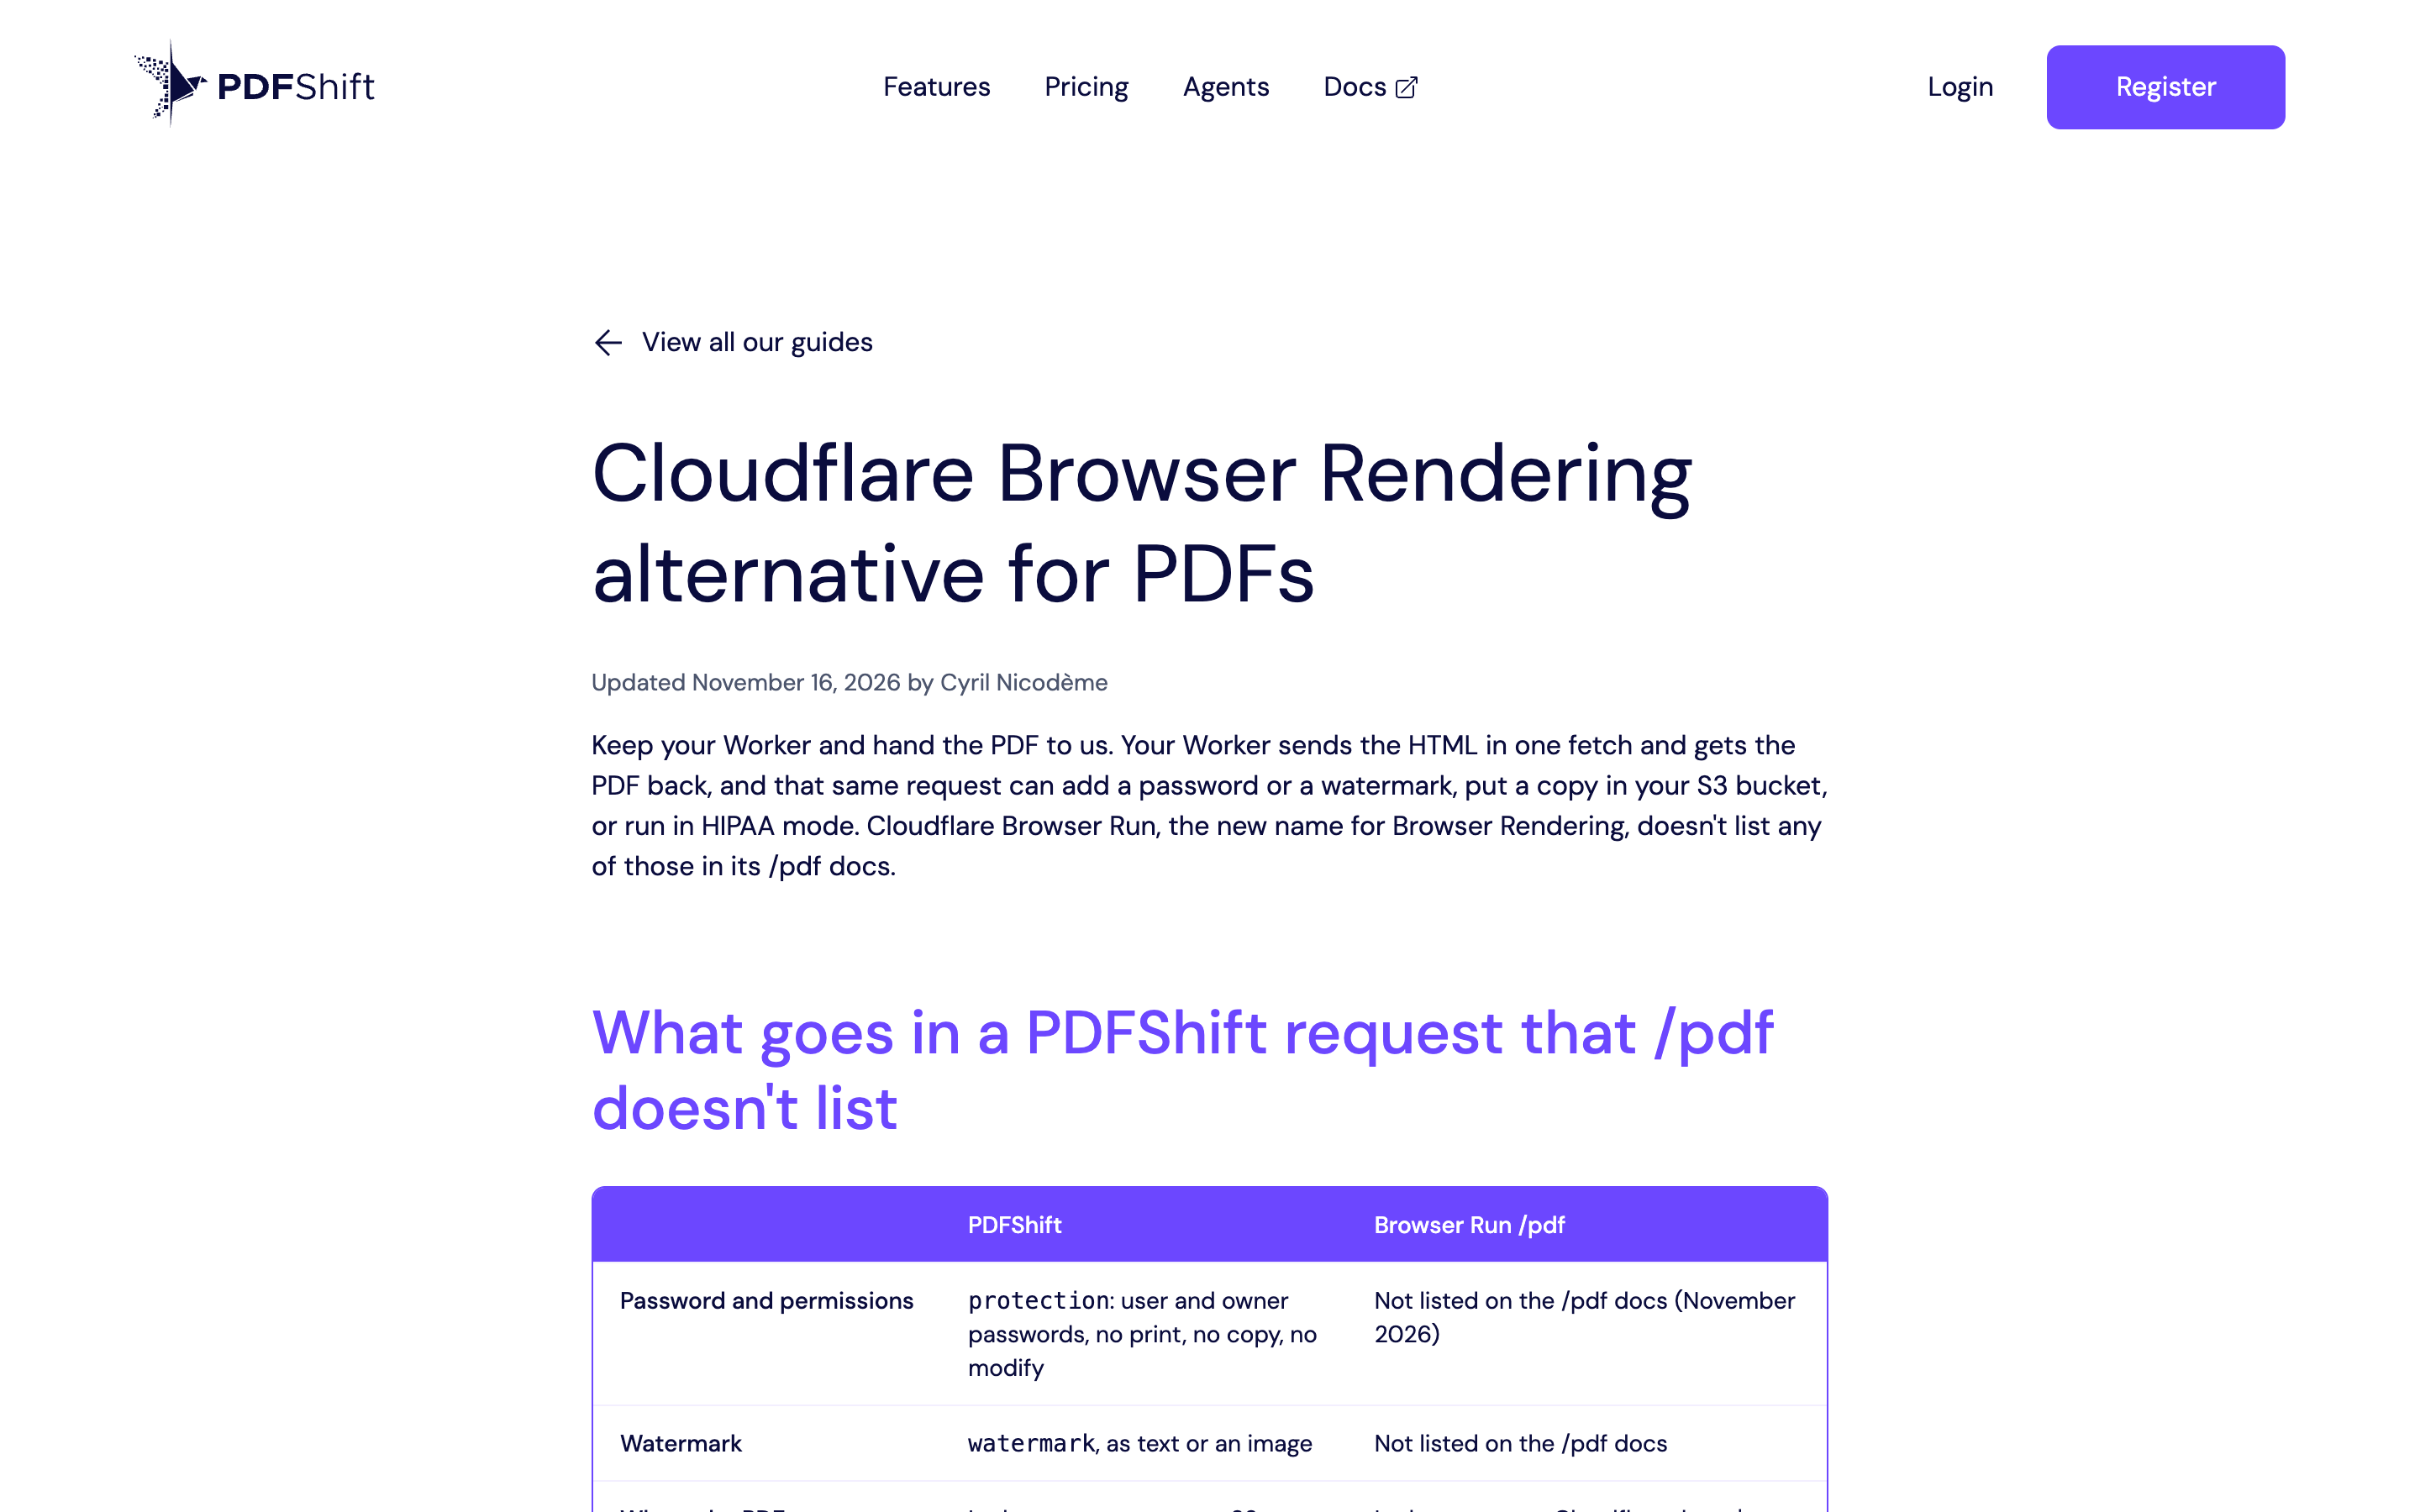 PDFShift
Features
Pricing
Agents
Docs
Login
Register
View all our guides
Cloudflare Browser Rendering
alternative for PDFs
Updated November 16, 2026 by Cyril Nicodème
Keep your Worker and hand the PDF to us. Your Worker sends the HTML in one fetch and gets the
PDF back, and that same request can add a password or a watermark, put a copy in your S3 bucket,
or run in HIPAA mode. Cloudflare Browser Run, the new name for Browser Rendering, doesn't list any
of those in its /pdf docs.
What goes in a PDFShift request that /pdf
doesn't list
PDFShift
Browser Run /pdf
Password and permissions
protection: user and owner
passwords, no print, no copy, no
modify
Not listed on the /pdf docs (November
2026)
Watermark
watermark, as text or an image
Not listed on the /pdf docs